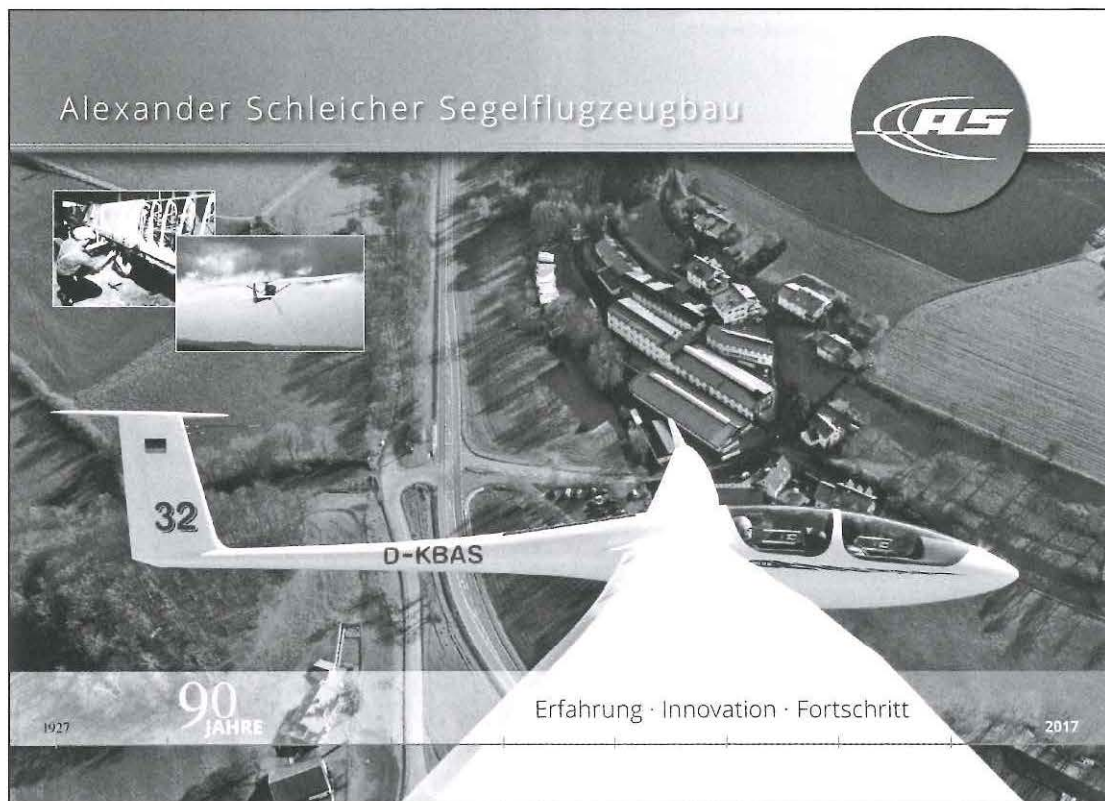 Alexander Schleicher Segelflugzeugbau
AS
32
D-KBAS
90
JAHRE
Erfahrung · Innovation · Fortschritt
1927
2017